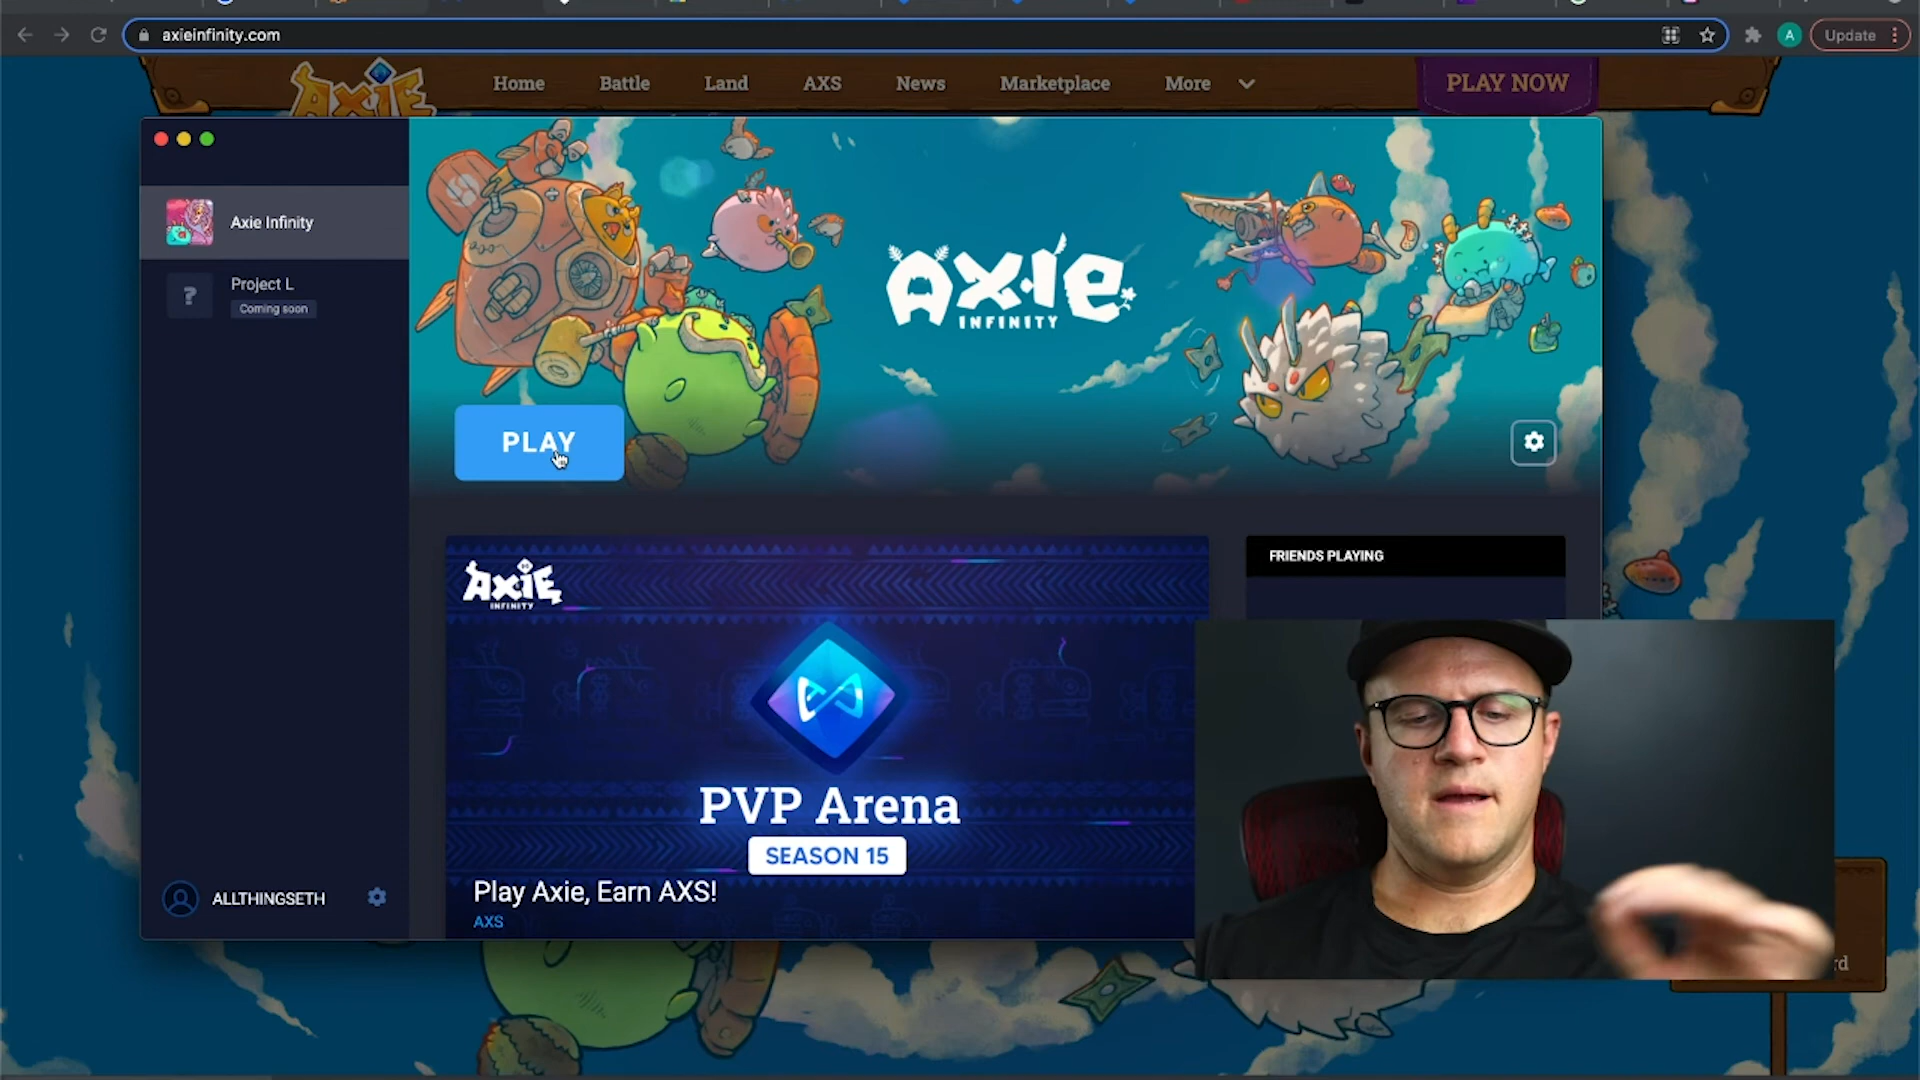 axieinfinity.com
A
Update
AXIE
Home
Battle
Land
AXS
News
Marketplace
More
PLAY NOW
Axie Infinity
Project L
Coming soon
AXIE
INFINITY
PLAY
AXIE
INFINITY
PVP Arena
SEASON 15
Play Axie, Earn AXS!
AXS
FRIENDS PLAYING
ALLTHINGSETH